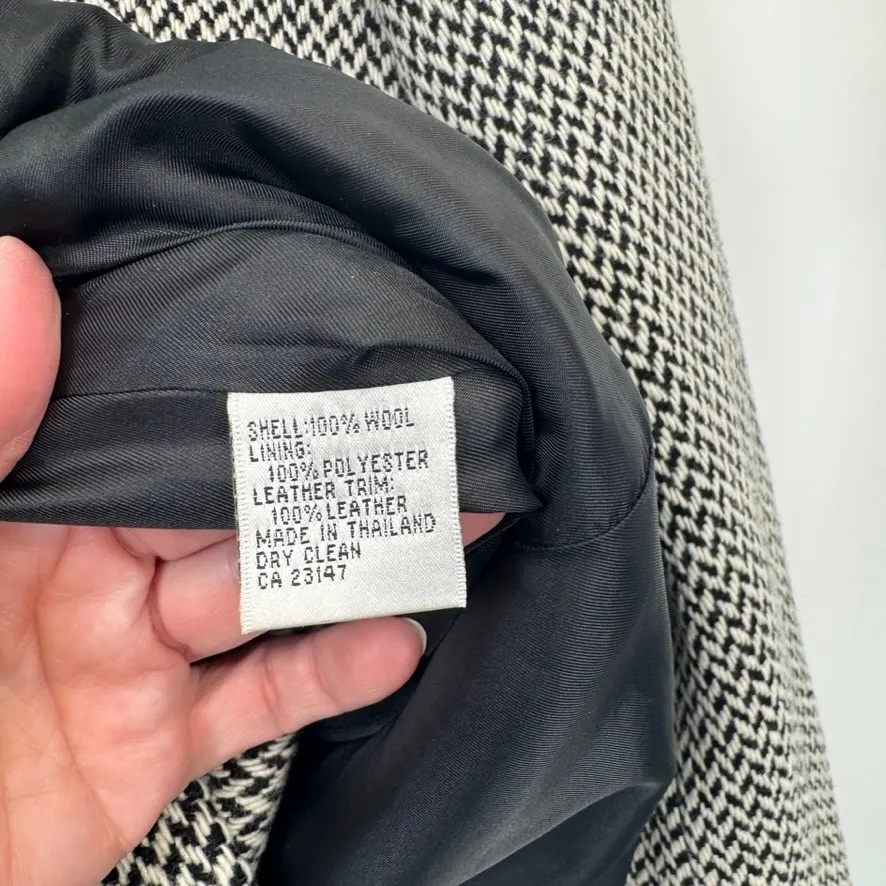 SHELL:100% WOOL
LINING:
100% POLYESTER
LEATHER TRIM:
100% LEATHER
MADE IN THAILAND
DRY CLEAN
CA 23147